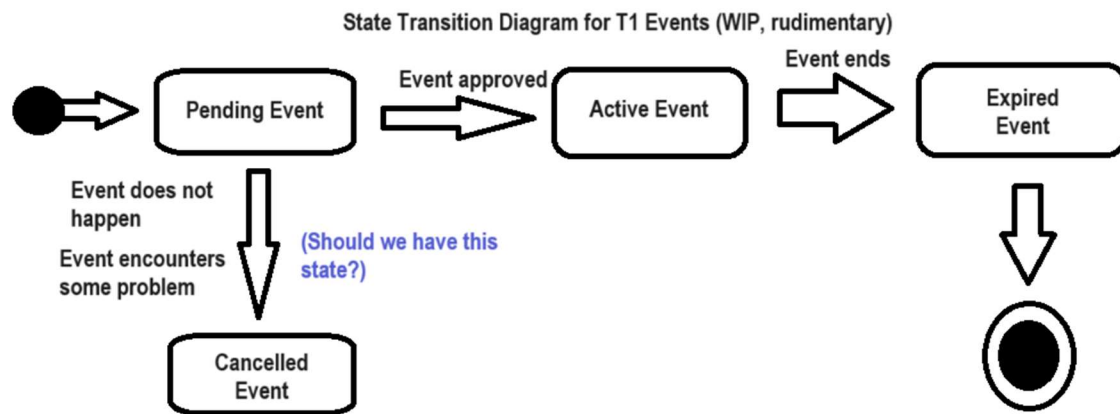 State Transition Diagram for T1 Events (WIP, rudimentary)
Pending Event
Event approved
Active Event
Event ends
Expired
Event
Event does not
happen
Event encounters
some problem
(Should we have this
state?)
Cancelled
Event